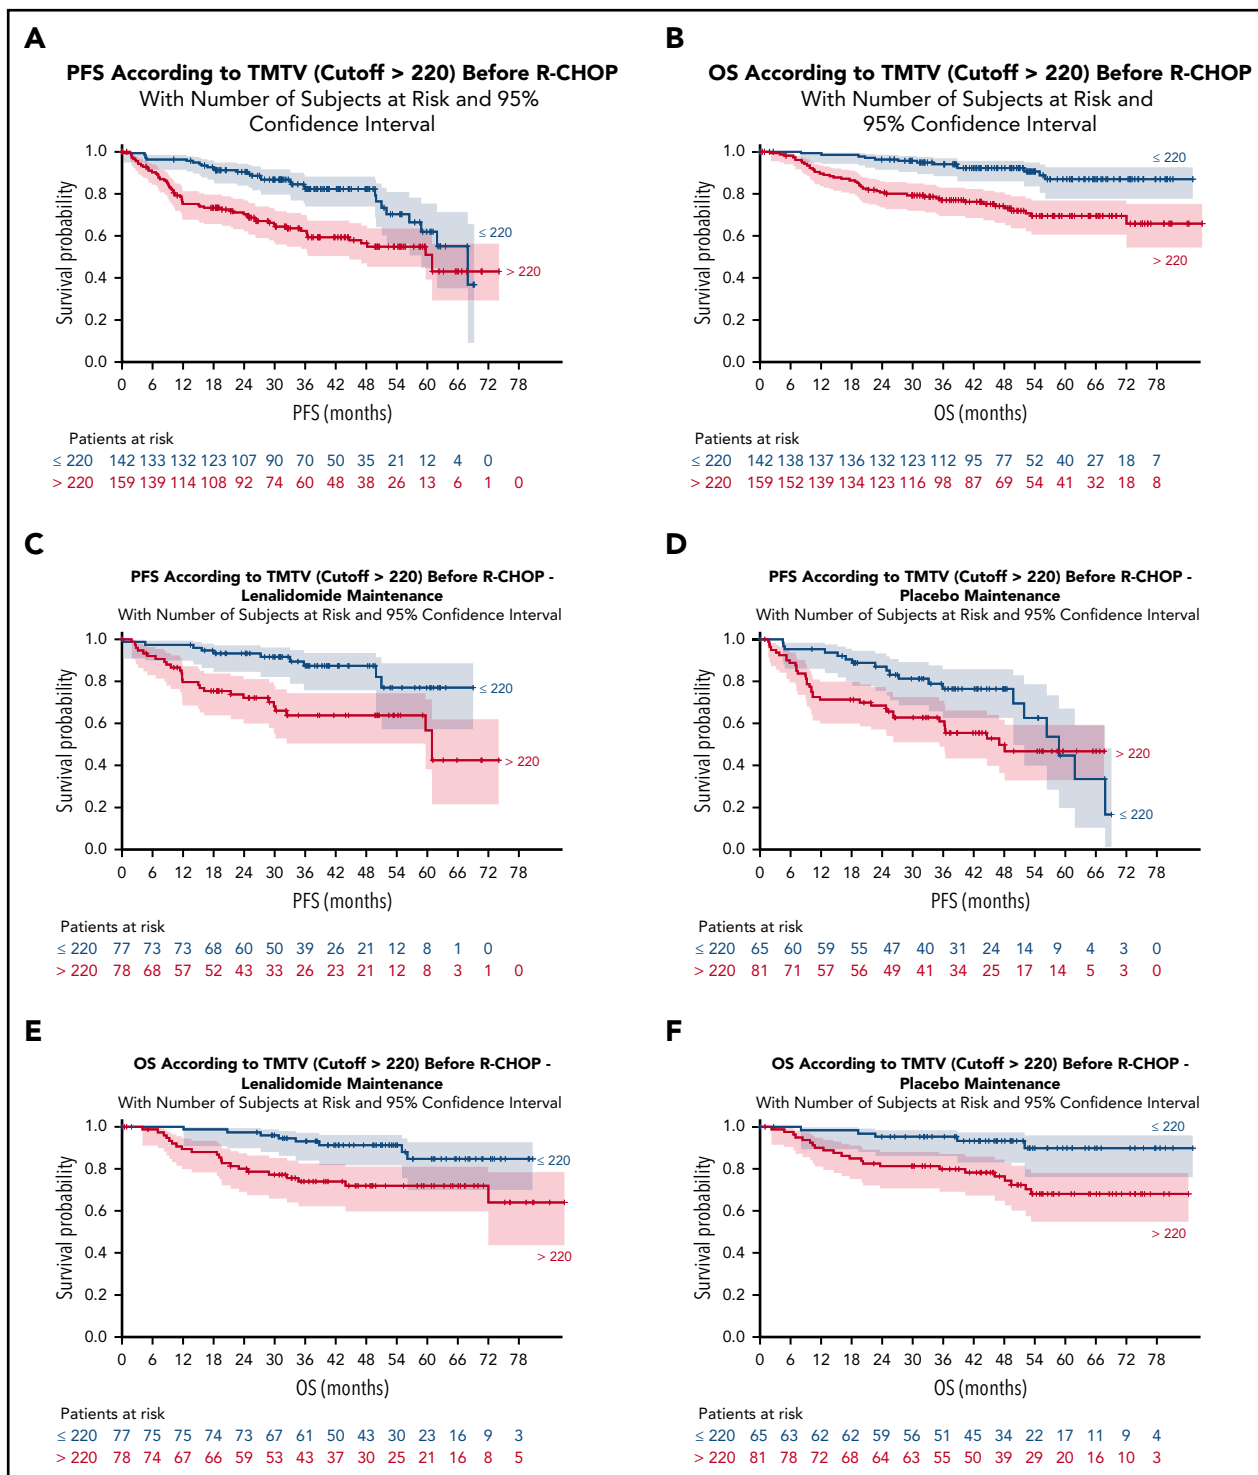 A
PFS According to TMTV (Cutoff > 220) Before R-CHOP
With Number of Subjects at Risk and 95%
Confidence Interval
Survival probability
1.0
0.8
0.6
0.4
0.2
0.0
≤ 220
> 220
0 6 12 18 24 30 36 42 48 54 60 66 72 78
PFS (months)
Patients at risk
≤ 220 142 133 132 123 107 90 70 50 35 21 12 4 0
> 220 159 139 114 108 92 74 60 48 38 26 13 6 1 0
B
OS According to TMTV (Cutoff > 220) Before R-CHOP
With Number of Subjects at Risk and
95% Confidence Interval
Survival probability
1.0
0.8
0.6
0.4
0.2
0.0
≤ 220
> 220
0 6 12 18 24 30 36 42 48 54 60 66 72 78
OS (months)
Patients at risk
≤ 220 142 138 137 136 132 123 112 95 77 52 40 27 18 7
> 220 159 152 139 134 123 116 98 87 69 54 41 32 18 8
C
PFS According to TMTV (Cutoff > 220) Before R-CHOP -
Lenalidomide Maintenance
With Number of Subjects at Risk and 95% Confidence Interval
Survival probability
1.0
0.8
0.6
0.4
0.2
0.0
≤ 220
> 220
0 6 12 18 24 30 36 42 48 54 60 66 72 78
PFS (months)
Patients at risk
≤ 220 77 73 73 68 60 50 39 26 21 12 8 1 0
> 220 78 68 57 52 43 33 26 23 21 12 8 3 1 0
D
PFS According to TMTV (Cutoff > 220) Before R-CHOP -
Placebo Maintenance
With Number of Subjects at Risk and 95% Confidence Interval
Survival probability
1.0
0.8
0.6
0.4
0.2
0.0
> 220
≤ 220
0 6 12 18 24 30 36 42 48 54 60 66 72 78
PFS (months)
Patients at risk
≤ 220 65 60 59 55 47 40 31 24 14 9 4 3 0
> 220 81 71 57 56 49 41 34 25 17 14 5 3 0
E
OS According to TMTV (Cutoff > 220) Before R-CHOP -
Lenalidomide Maintenance
With Number of Subjects at Risk and 95% Confidence Interval
Survival probability
1.0
0.8
0.6
0.4
0.2
0.0
≤ 220
> 220
0 6 12 18 24 30 36 42 48 54 60 66 72 78
OS (months)
Patients at risk
≤ 220 77 75 75 74 73 67 61 50 43 30 23 16 9 3
> 220 78 74 67 66 59 53 43 37 30 25 21 16 8 5
F
OS According to TMTV (Cutoff > 220) Before R-CHOP -
Placebo Maintenance
With Number of Subjects at Risk and 95% Confidence Interval
Survival probability
1.0
0.8
0.6
0.4
0.2
0.0
≤ 220
> 220
0 6 12 18 24 30 36 42 48 54 60 66 72 78
OS (months)
Patients at risk
≤ 220 65 63 62 62 59 56 51 45 34 22 17 11 9 4
> 220 81 78 72 68 64 63 55 50 39 29 20 16 10 3